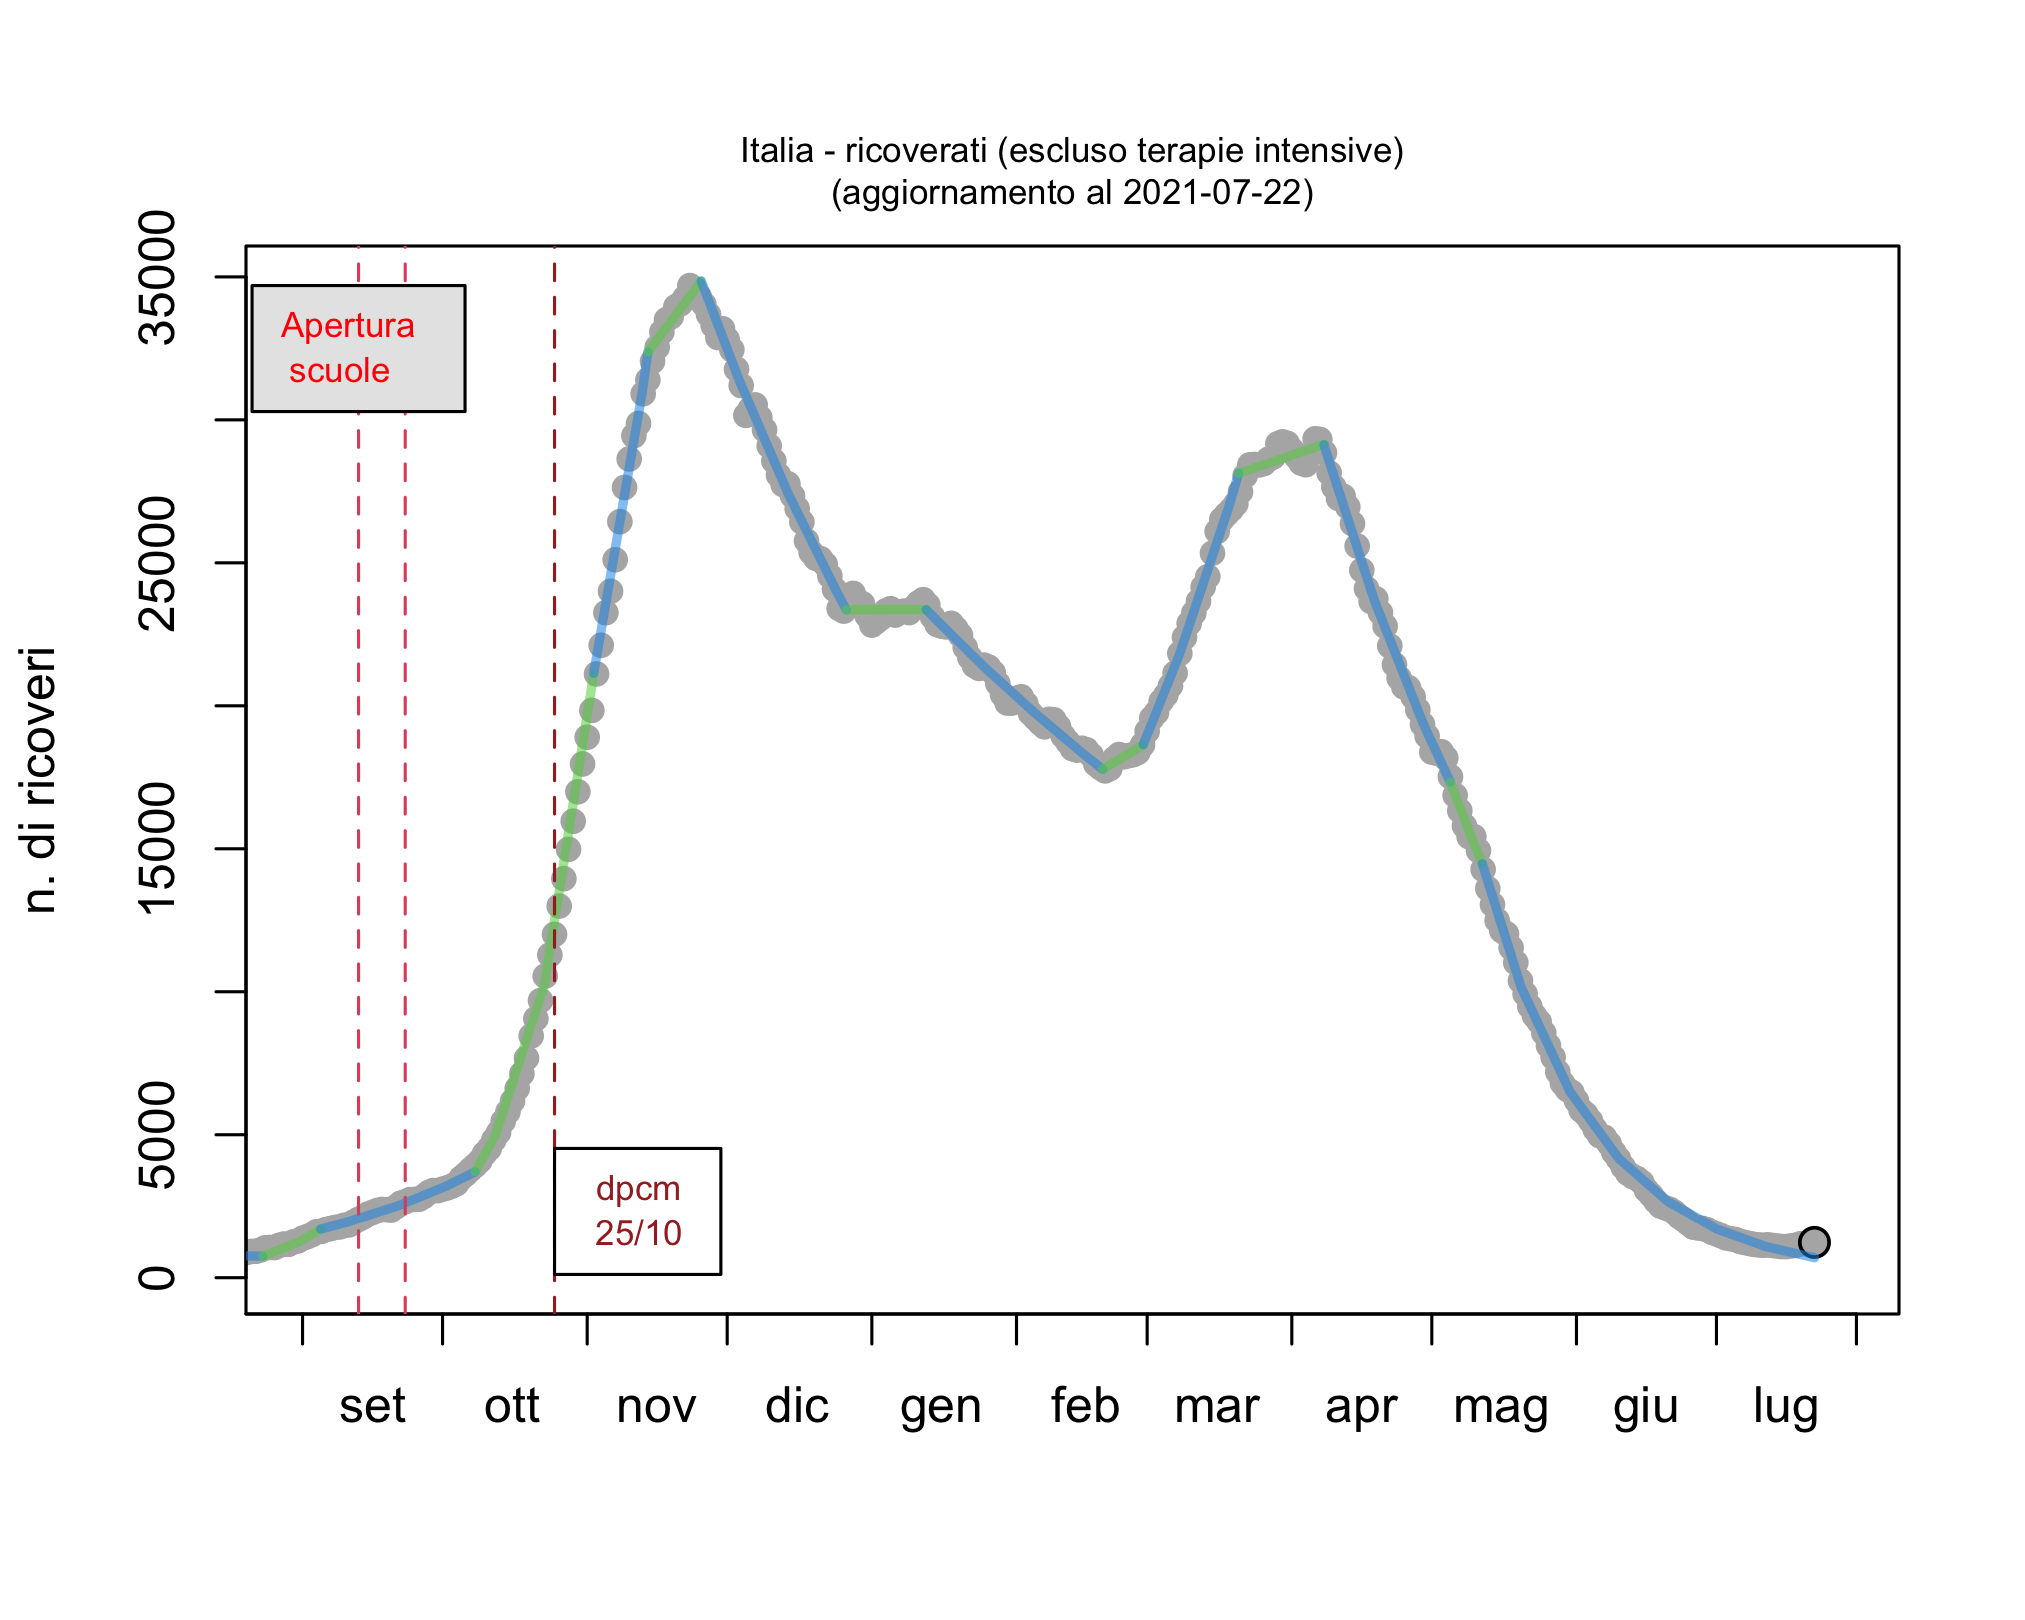 Italia - ricoverati (escluso terapie intensive)
(aggiornamento al 2021-07-22)
n. di ricoveri
35000
25000
15000
5000
0
Apertura
scuole
dpcm
25/10
set ott nov dic gen feb mar apr mag giu lug